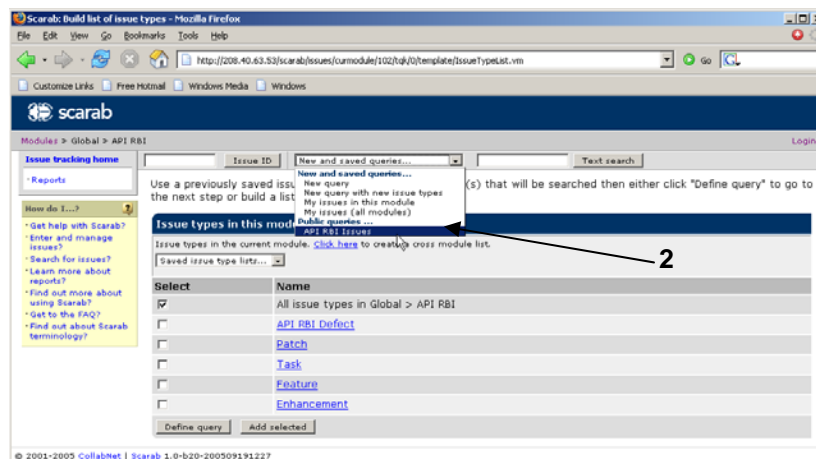 Scarab: Build list of issue types - Mozilla Firefox
File Edit View Go Bookmarks Tools Help
http://208.40.63.53/scarab/issues/curmodule/102/tqk/0/template/IssueTypeList.vm Go
Customize Links Free Hotmail Windows Media Windows
scarab
Modules > Global > API RBI Login
Issue tracking home
Issue ID New and saved queries... Text search
Reports
New and saved queries...
New query
New query with new issue types
My issues in this module
My issues (all modules)
Public queries ...
API RBI Issues
Use a previously saved issu (s) that will be searched then either click "Define query" to go to
the next step or build a list
How do I...?
Get help with Scarab?
Enter and manage
issues?
Search for issues?
Learn more about
reports?
Find out more about
using Scarab?
Get to the FAQ?
Find out about Scarab
terminology?
Issue types in this modu
Issue types in the current module. Click here to create a cross module list.
Saved issue type lists...
2
Select Name
All issue types in Global > API RBI
API RBI Defect
Patch
Task
Feature
Enhancement
Define query Add selected
© 2001-2005 CollabNet | Scarab 1.0-b20-200509191227